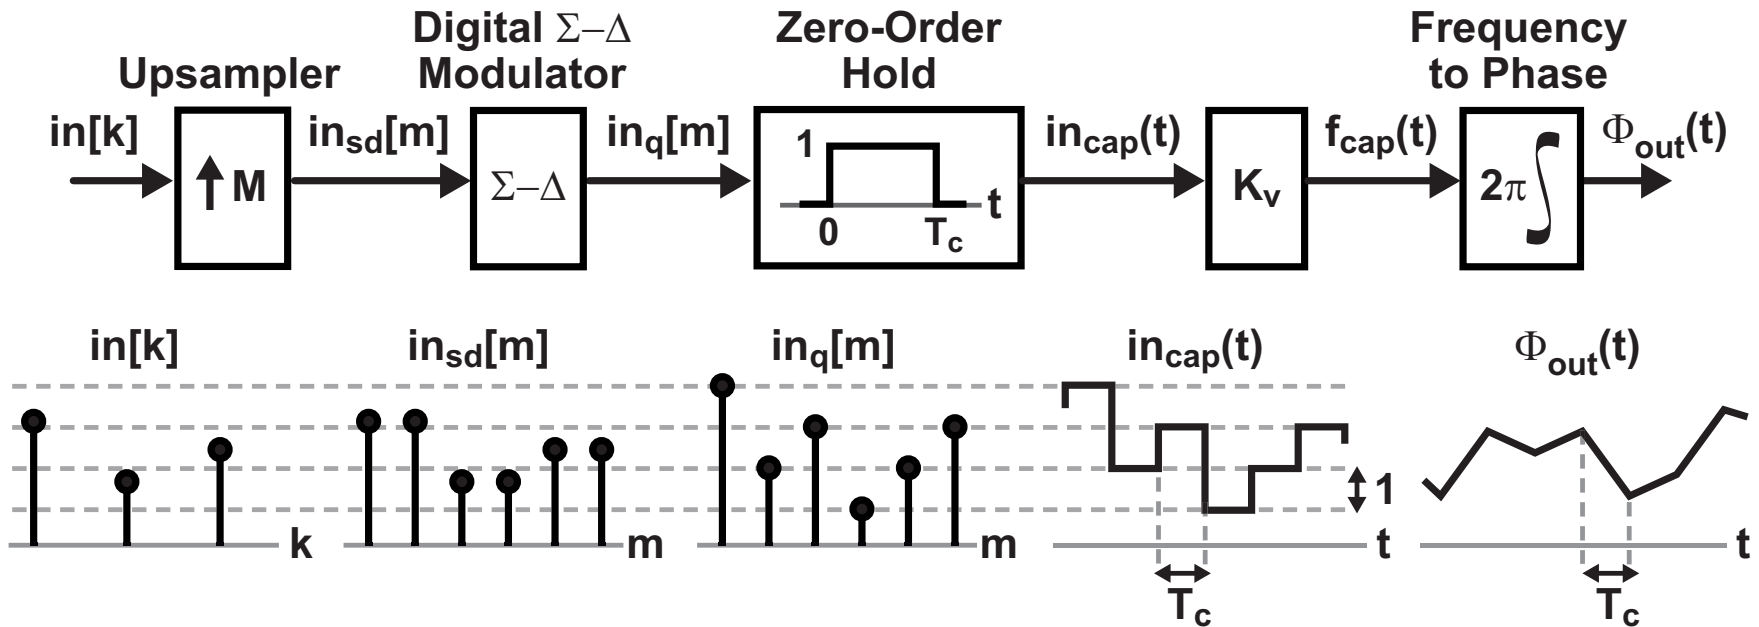 Upsampler
Digital Σ–Δ
Modulator
Zero-Order
Hold
Frequency
to Phase
in[k]
↑ M
in_sd[m]
Σ–Δ
in_q[m]
1
0
T_c
t
in_cap(t)
K_v
f_cap(t)
2π∫
Φ_out(t)
in[k]
in_sd[m]
in_q[m]
in_cap(t)
Φ_out(t)
k
m
m
1
t
T_c
t
T_c